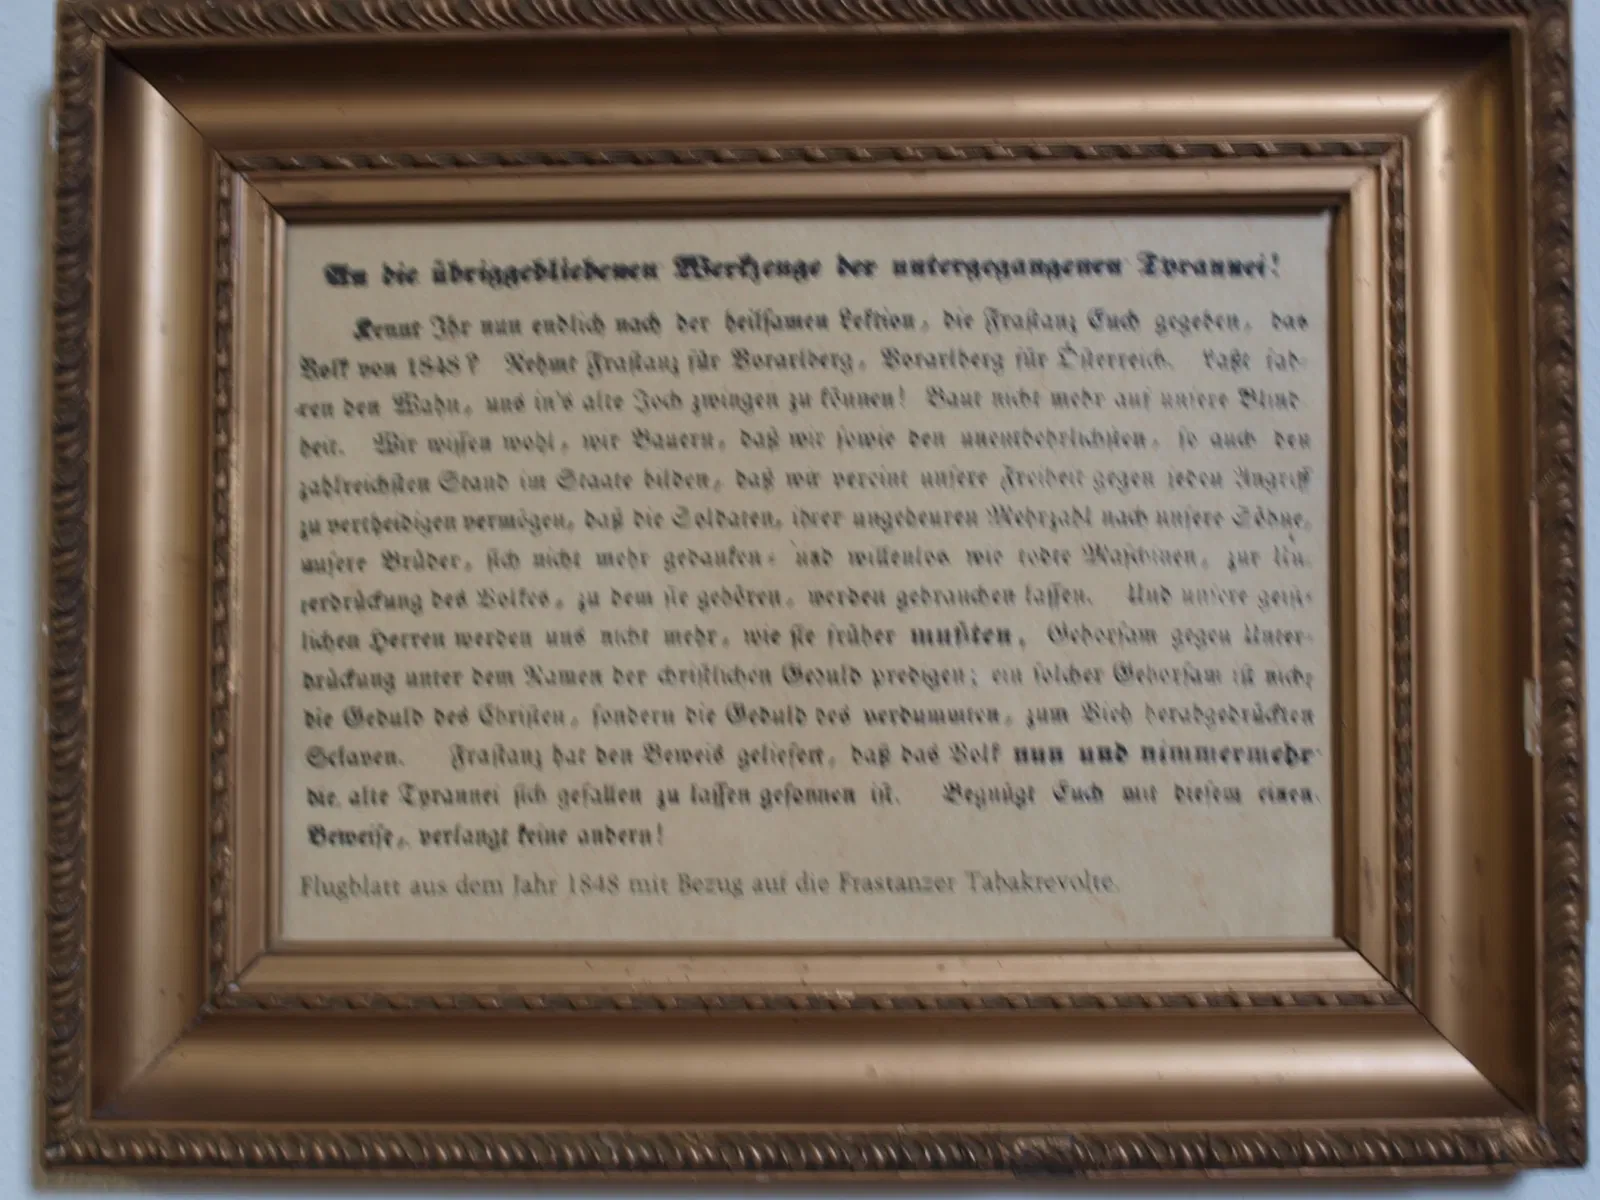 An die übriggebliebenen Werkzeuge der untergegangenen Tyrannei!
Kennt Ihr nun endlich nach der heilsamen Lektion, die Frastanz Euch gegeben, das
Volk von 1848? Nehmt Frastanz für Vorarlberg, Vorarlberg für Österreich. Laßt fah-
ren den Wahn, uns in's alte Joch zwingen zu können! Baut nicht mehr auf unsere Blind-
heit. Wir wissen wohl, wir Bauern, daß wir sowie den unentbehrlichsten, so auch den
zahlreichsten Stand im Staate bilden, daß wir vereint unsere Freiheit gegen jeden Angriff
zu vertheidigen vermögen, daß die Soldaten, ihrer ungeheuren Mehrzahl nach unsere Söhne,
unsere Brüder, sich nicht mehr gedanken- und willenlos wie todte Maschinen, zur Un-
terdrückung des Volkes, zu dem sie gehören, werden gebrauchen lassen. Und unsere geist-
lichen Herren werden uns nicht mehr, wie sie früher mußten, Gehorsam gegen Unter-
drückung unter dem Namen der christlichen Geduld predigen; ein solcher Gehorsam ist nicht
die Geduld des Christen, sondern die Geduld des verdummten, zum Vieh herabgedrückten
Sclaven. Frastanz hat den Beweis geliefert, daß das Volk nun und nimmermehr
die alte Tyrannei sich gefallen zu lassen gesonnen ist. Begnügt Euch mit diesem einen
Beweise, verlangt keine andern!
Flugblatt aus dem Jahr 1848 mit Bezug auf die Frastanzer Tabakrevolte.